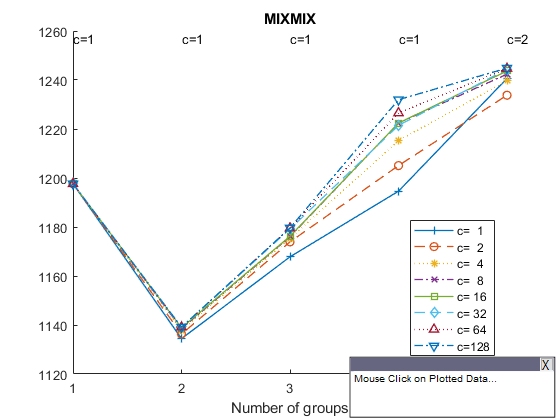 MIXMIX
c=1 c=1 c=1 c=1 c=2
1260
1240
1220
1200
1180
1160
1140
1120
1 2 3
Number of groups
c= 1
c= 2
c= 4
c= 8
c= 16
c= 32
c= 64
c=128
X
Mouse Click on Plotted Data...